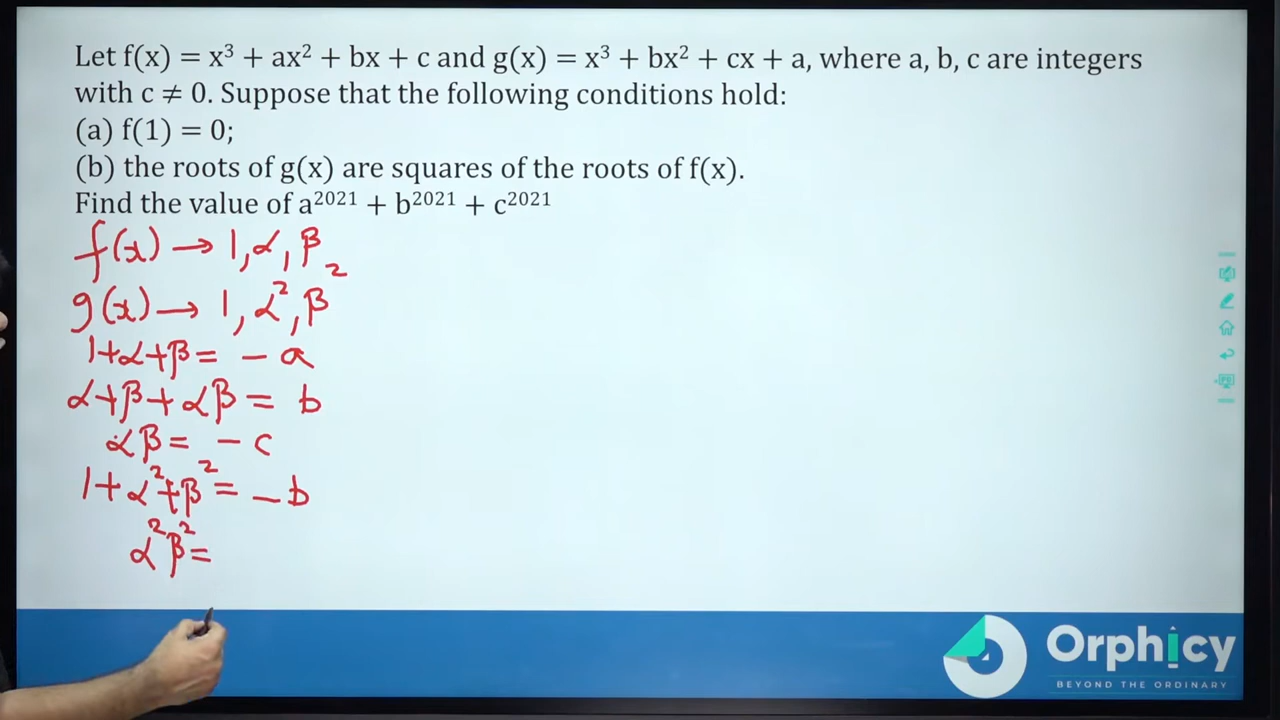 Let f(x) = x³ + ax² + bx + c and g(x) = x³ + bx² + cx + a, where a, b, c are integers
with c ≠ 0. Suppose that the following conditions hold:
(a) f(1) = 0;
(b) the roots of g(x) are squares of the roots of f(x).
Find the value of a²⁰²¹ + b²⁰²¹ + c²⁰²¹
f(x) → 1, α, β
g(x) → 1, α², β²
1+α+β = - a
α+β+αβ = b
αβ = - c
1+α²+β² = - b
α²β² =
Orphicy
BEYOND THE ORDINARY